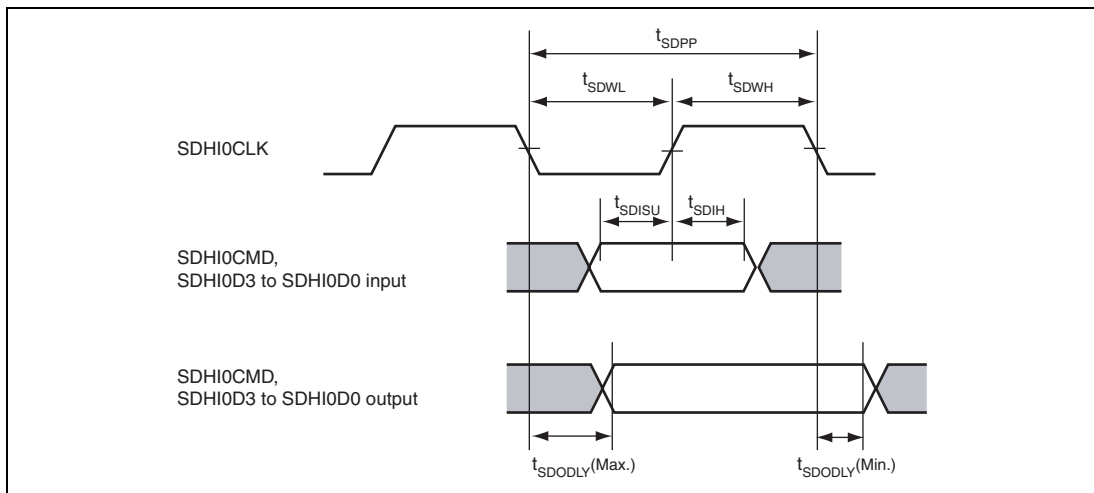 tSDPP
tSDWL tSDWH
SDHI0CLK
tSDISU tSDIH
SDHI0CMD,
SDHI0D3 to SDHI0D0 input
SDHI0CMD,
SDHI0D3 to SDHI0D0 output
tSDODLY(Max.) tSDODLY(Min.)